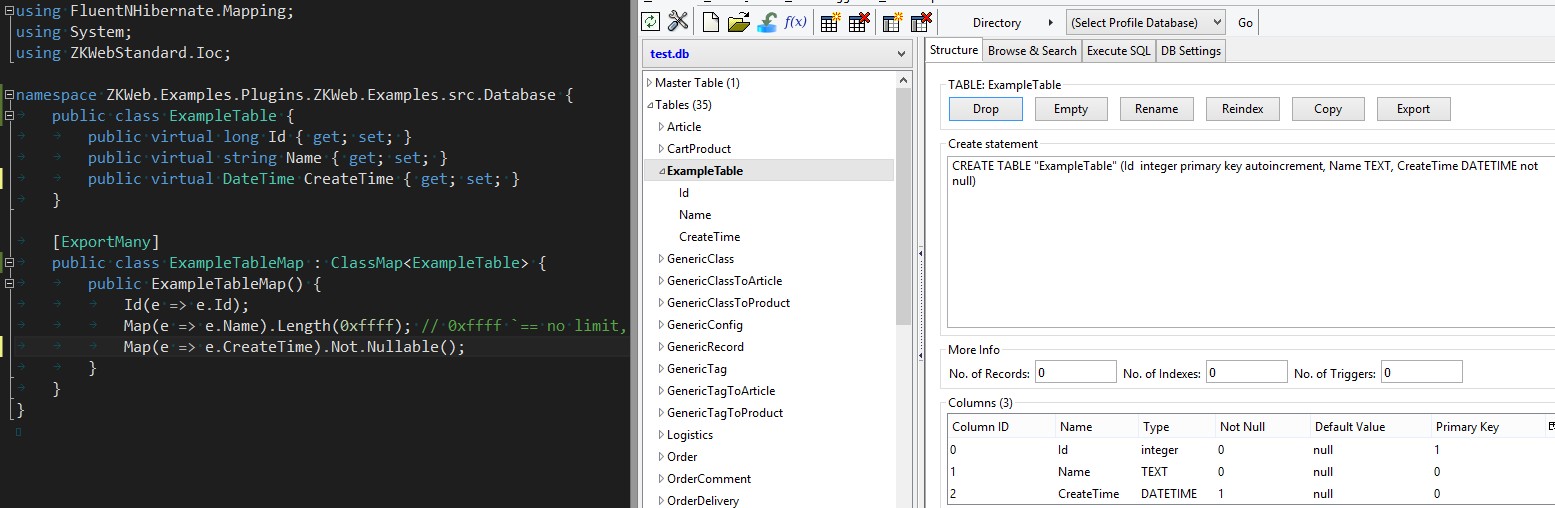 using FluentNHibernate.Mapping;
using System;
using ZKWebStandard.Ioc;
namespace ZKWeb.Examples.Plugins.ZKWeb.Examples.src.Database {
public class ExampleTable {
public virtual long Id { get; set; }
public virtual string Name { get; set; }
public virtual DateTime CreateTime { get; set; }
}
[ExportMany]
public class ExampleTableMap : ClassMap<ExampleTable> {
public ExampleTableMap() {
Id(e => e.Id);
Map(e => e.Name).Length(0xffff); // 0xffff `== no limit,
Map(e => e.CreateTime).Not.Nullable();
}
}
}
f(x)
Directory
(Select Profile Database)
Go
test.db
Master Table (1)
Tables (35)
Article
CartProduct
ExampleTable
Id
Name
CreateTime
GenericClass
GenericClassToArticle
GenericClassToProduct
GenericConfig
GenericRecord
GenericTag
GenericTagToArticle
GenericTagToProduct
Logistics
Order
OrderComment
OrderDelivery
Structure Browse & Search Execute SQL DB Settings
TABLE: ExampleTable
Drop Empty Rename Reindex Copy Export
Create statement
CREATE TABLE "ExampleTable" (Id  integer primary key autoincrement, Name TEXT, CreateTime DATETIME not
null)
More Info
No. of Records: 0 No. of Indexes: 0 No. of Triggers: 0
Columns (3)
Column ID Name Type Not Null Default Value Primary Key
0 Id integer 0 null 1
1 Name TEXT 0 null 0
2 CreateTime DATETIME 1 null 0